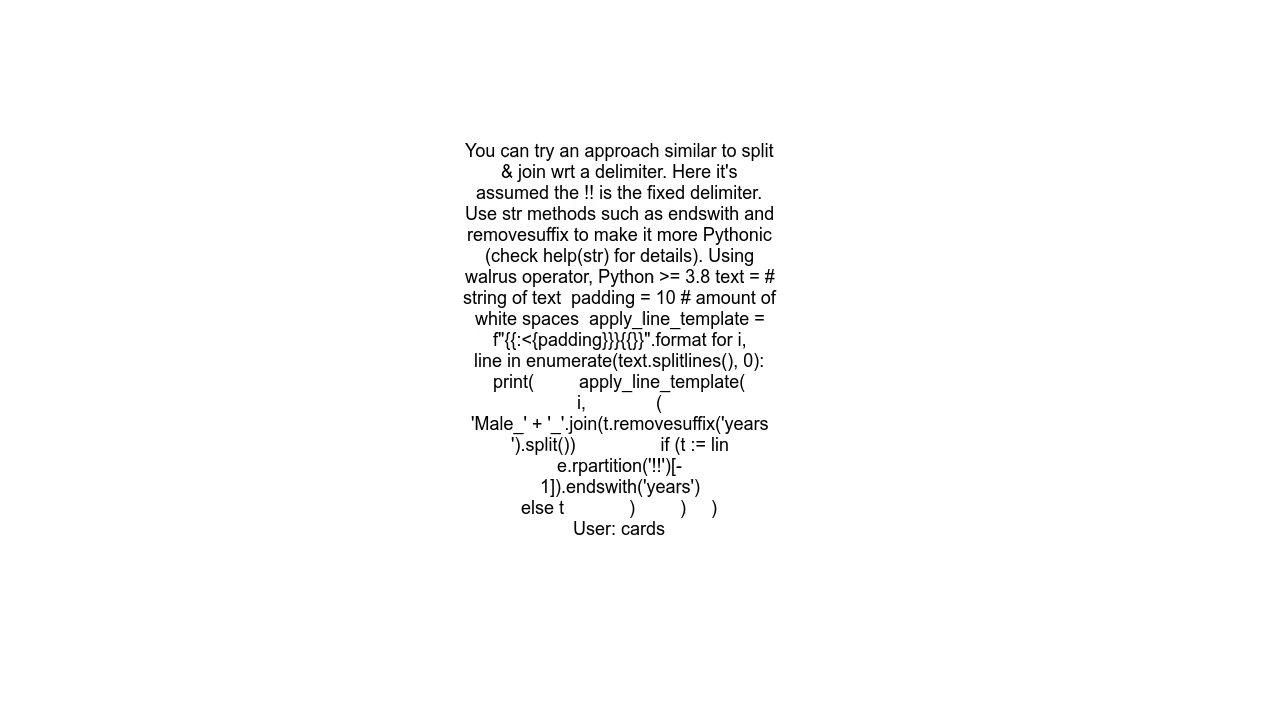 You can try an approach similar to split
& join wrt a delimiter. Here it's
assumed the !! is the fixed delimiter.
Use str methods such as endswith and
removesuffix to make it more Pythonic
(check help(str) for details). Using
walrus operator, Python >= 3.8 text = #
string of text  padding = 10 # amount of
white spaces  apply_line_template =
f"{{:<{padding}}}{{}}".format for i,
line in enumerate(text.splitlines(), 0):
print(         apply_line_template(
i,              (
'Male_' + '_'.join(t.removesuffix('years
').split())                 if (t := lin
e.rpartition('!!')[-
1]).endswith('years')
else t             )         )     )
User: cards